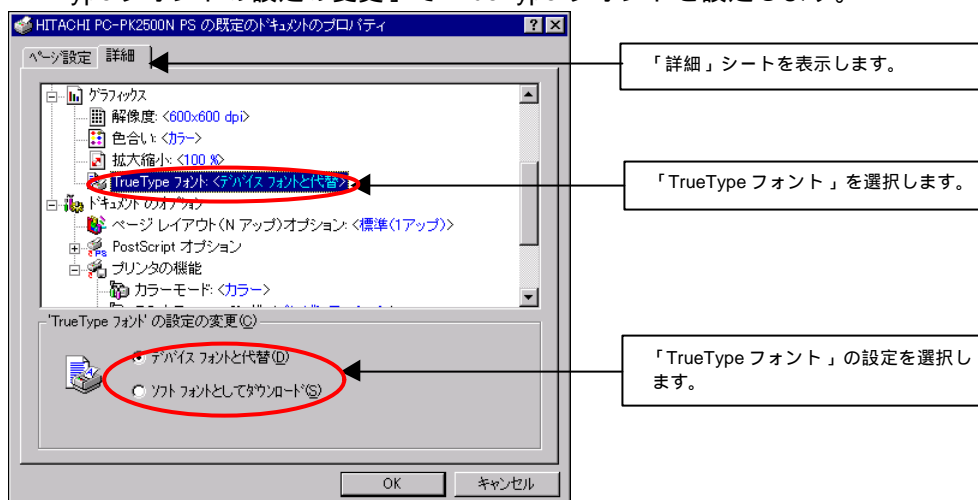 HITACHI PC-PK2500N PS の既定のドキュメントのプロパティ
ページ設定 詳細
「詳細」シートを表示します。
グラフィックス
解像度: <600x600 dpi>
色合い: <カラー>
拡大縮小: <100 %>
TrueType フォント: <デバイス フォントと代替>
「TrueType フォント」を選択します。
ドキュメントのオプション
ページ レイアウト(N アップ)オプション: <標準(1アップ)>
PostScript オプション
プリンタの機能
カラーモード: <カラー>
'TrueType フォント' の設定の変更(C)
デバイス フォントと代替(D)
ソフト フォントとしてダウンロード(S)
「TrueType フォント」の設定を選択し
ます。
OK キャンセル